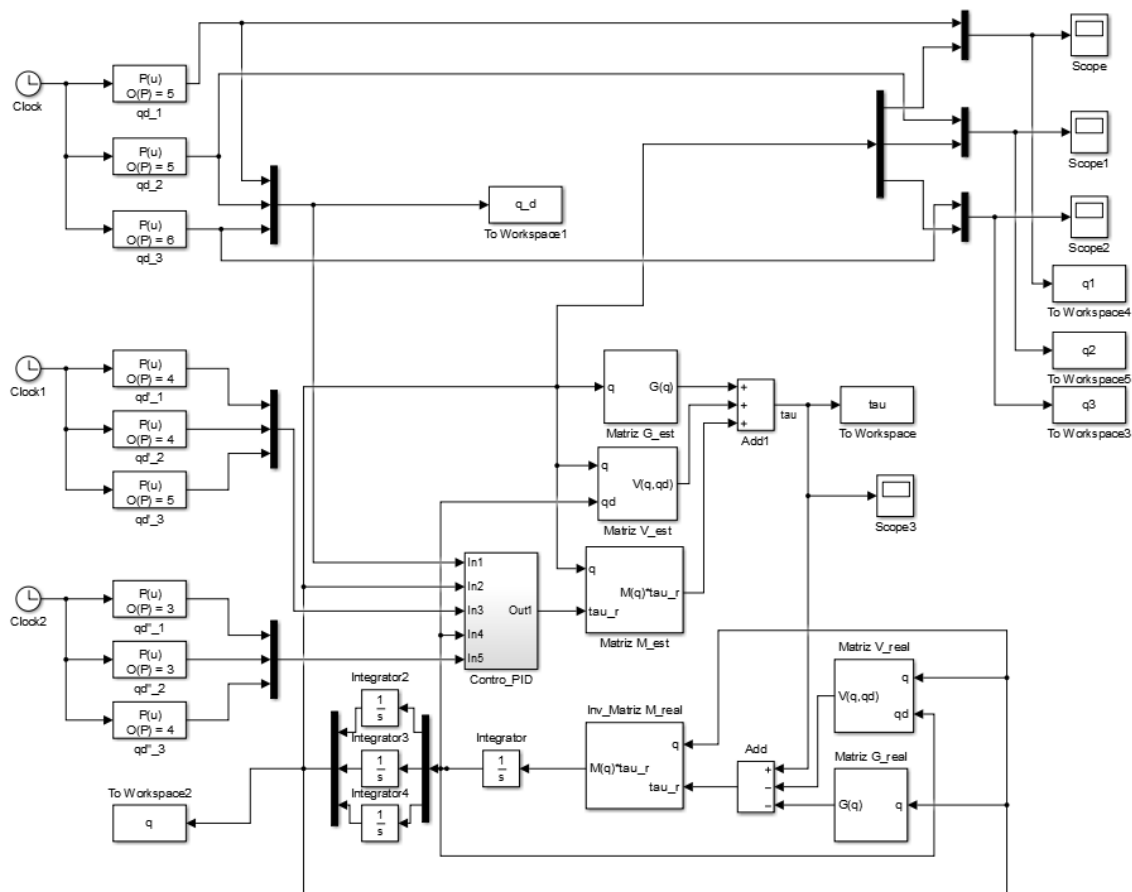 Clock
P(u)
O(P) = 5
qd_1
P(u)
O(P) = 5
qd_2
P(u)
O(P) = 6
qd_3
q_d
To Workspace1
Scope
Scope1
Scope2
q1
To Workspace4
q2
To Workspace5
q3
To Workspace3
Clock1
P(u)
O(P) = 4
qd'_1
P(u)
O(P) = 4
qd'_2
P(u)
O(P) = 5
qd'_3
q
G(q)
Matriz G_est
q
qd
V(q,qd)
Matriz V_est
q
tau_r
M(q)*tau_r
Matriz M_est
+
+
+
Add1
tau
tau
To Workspace
Scope3
Clock2
P(u)
O(P) = 3
qd"_1
P(u)
O(P) = 3
qd"_2
P(u)
O(P) = 4
qd"_3
In1
In2
In3
In4
In5
Out1
Contro_PID
Integrator2
1
s
Integrator3
1
s
Integrator4
1
s
Integrator
1
s
Inv_Matriz M_real
q
M(q)*tau_r
tau_r
Add
+
−
−
Matriz V_real
q
V(q,qd)
qd
Matriz G_real
G(q)
q
To Workspace2
q